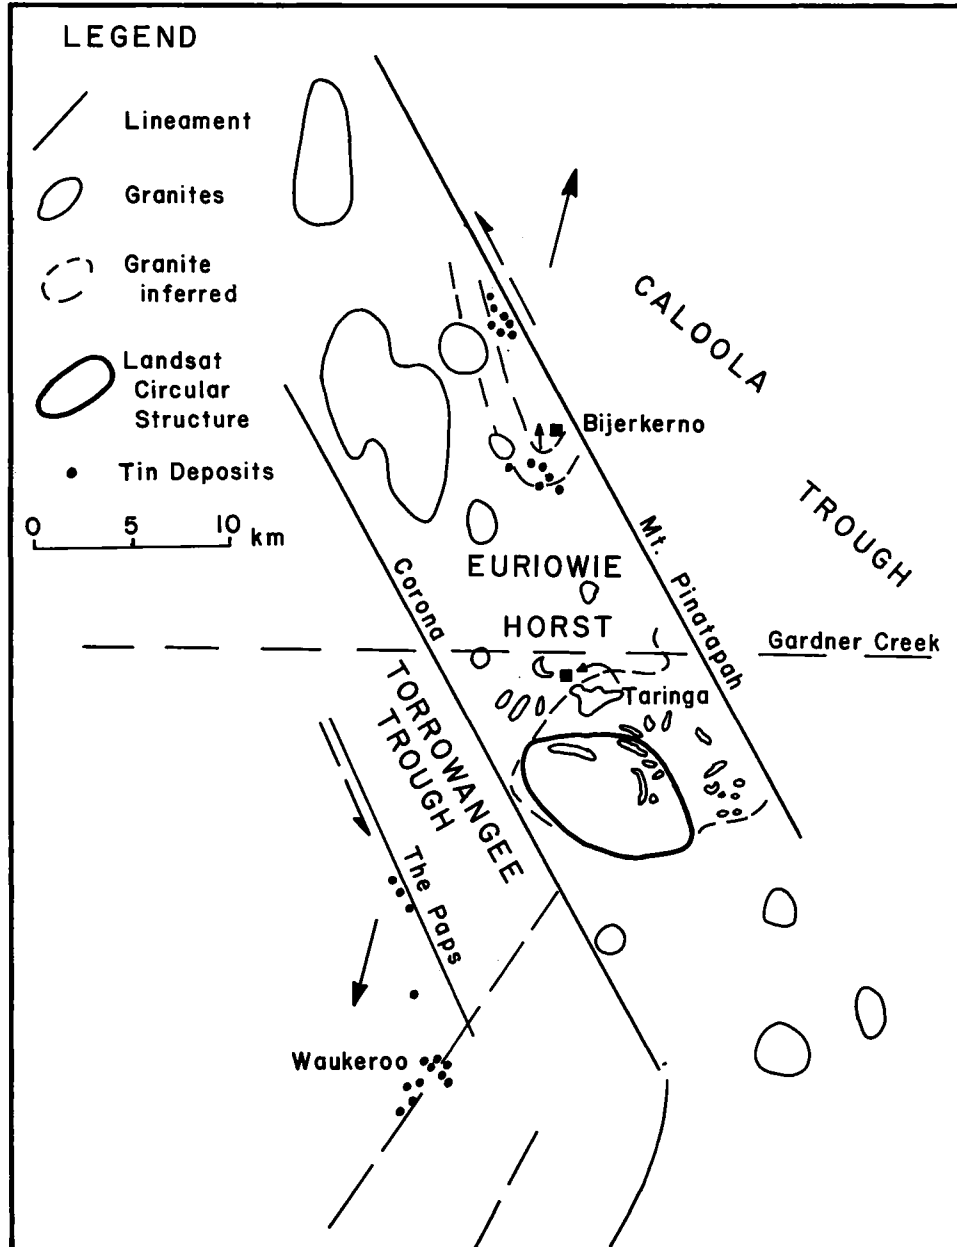 LEGEND
Lineament
Granites
Granite
inferred
Landsat
Circular
Structure
Tin Deposits
0 5 10 km
CALOOLA
TROUGH
Bijerkerno
EURIOWIE
HORST
Mt. Pinatapah
Corona
Gardner Creek
Taringa
TORROWANGEE
TROUGH
The Paps
Waukeroo